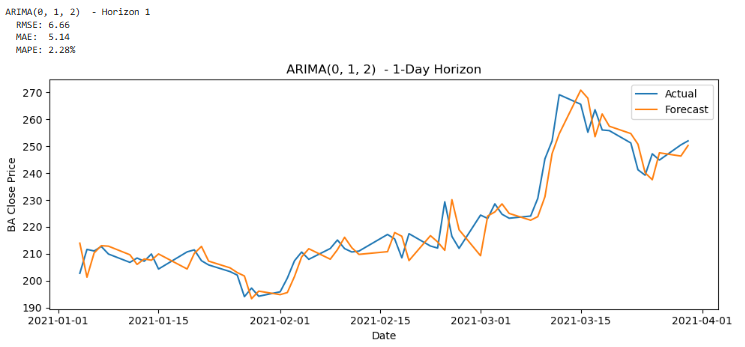 ARIMA(0, 1, 2)  - Horizon 1
RMSE: 6.66
MAE:  5.14
MAPE: 2.28%
ARIMA(0, 1, 2)  - 1-Day Horizon
Actual
Forecast
270
260
250
240
230
220
210
200
190
BA Close Price
2021-01-01 2021-01-15 2021-02-01 2021-02-15 2021-03-01 2021-03-15 2021-04-01
Date